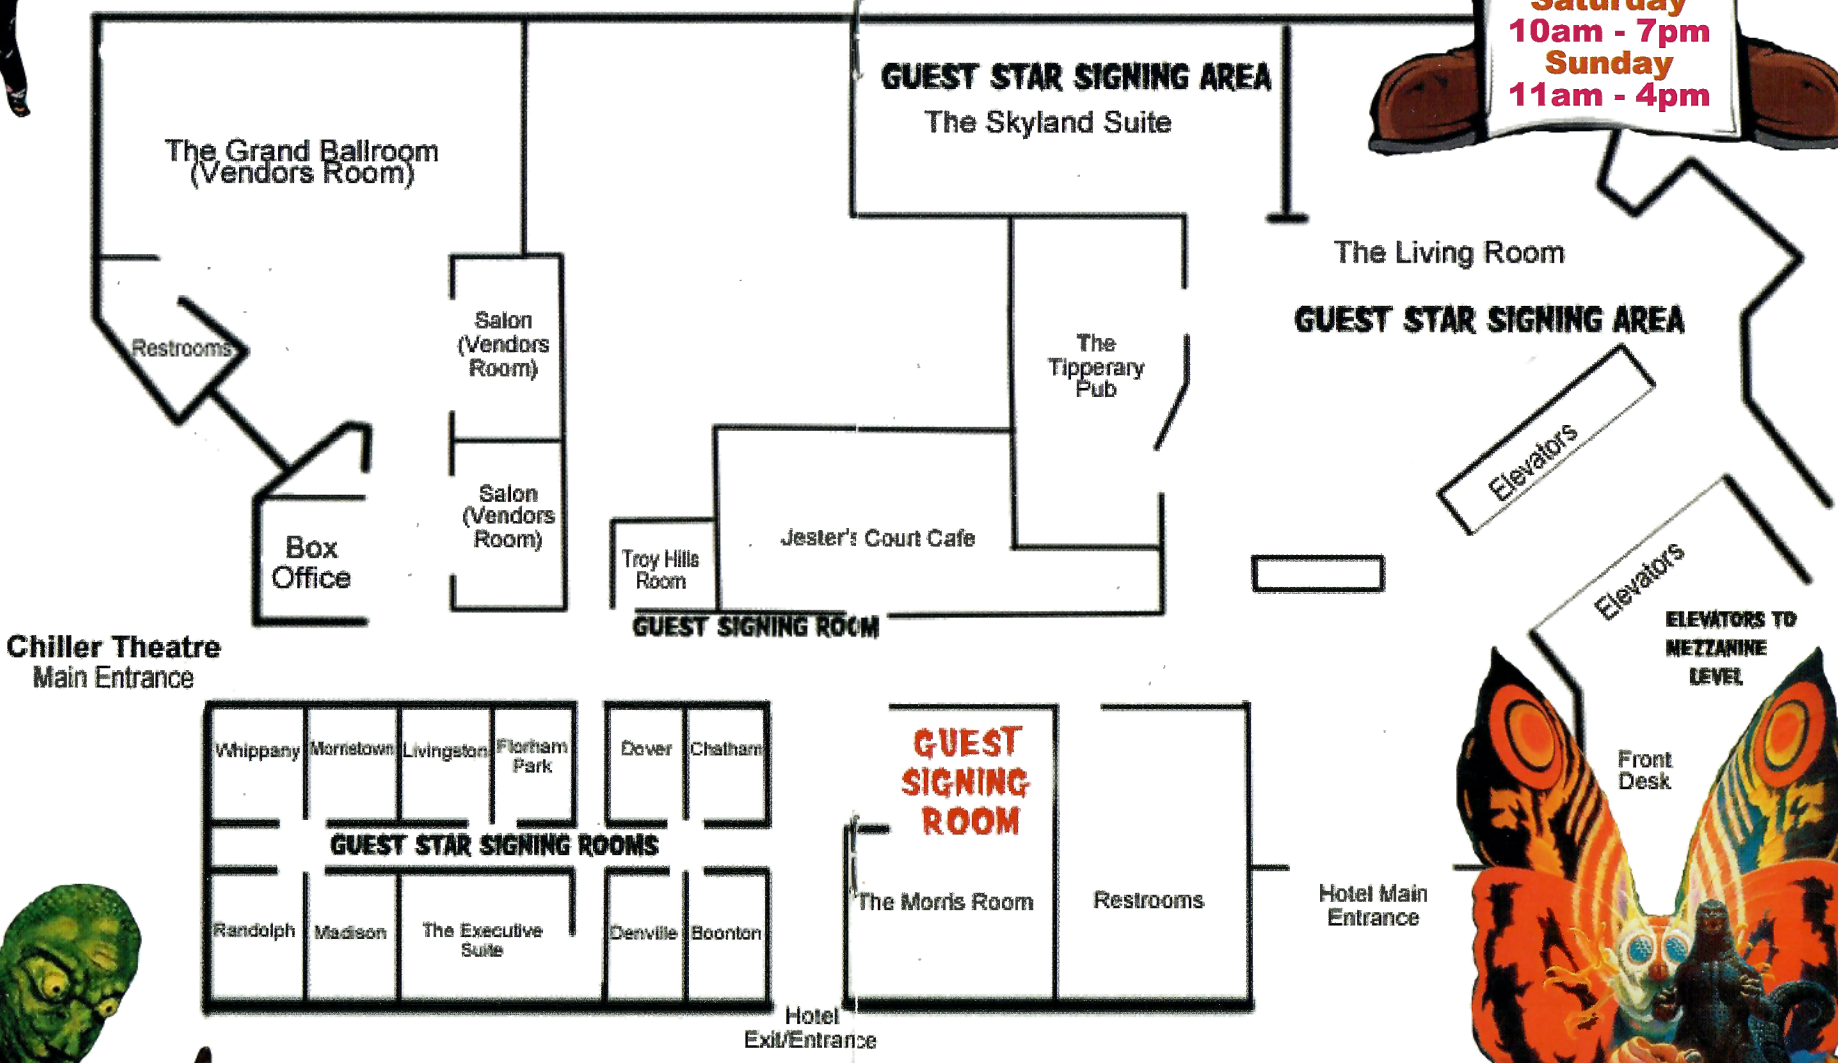 Saturday
10am - 7pm
Sunday
11am - 4pm
GUEST STAR SIGNING AREA
The Skyland Suite
The Grand Ballroom
(Vendors Room)
The Living Room
GUEST STAR SIGNING AREA
Restrooms
Salon
(Vendors
Room)
The
Tipperary
Pub
Elevators
Salon
(Vendors
Room)
Box
Office
Troy Hills
Room
Jester's Court Cafe
GUEST SIGNING ROOM
Elevators
ELEVATORS TO
MEZZANINE
LEVEL
Chiller Theatre
Main Entrance
Whippany
Morristown
Livingston
Florham
Park
Dover
Chatham
GUEST
SIGNING
ROOM
Front
Desk
GUEST STAR SIGNING ROOMS
Randolph
Madison
The Executive
Suite
Denville
Boonton
The Morris Room
Restrooms
Hotel Main
Entrance
Hotel
Exit/Entrance